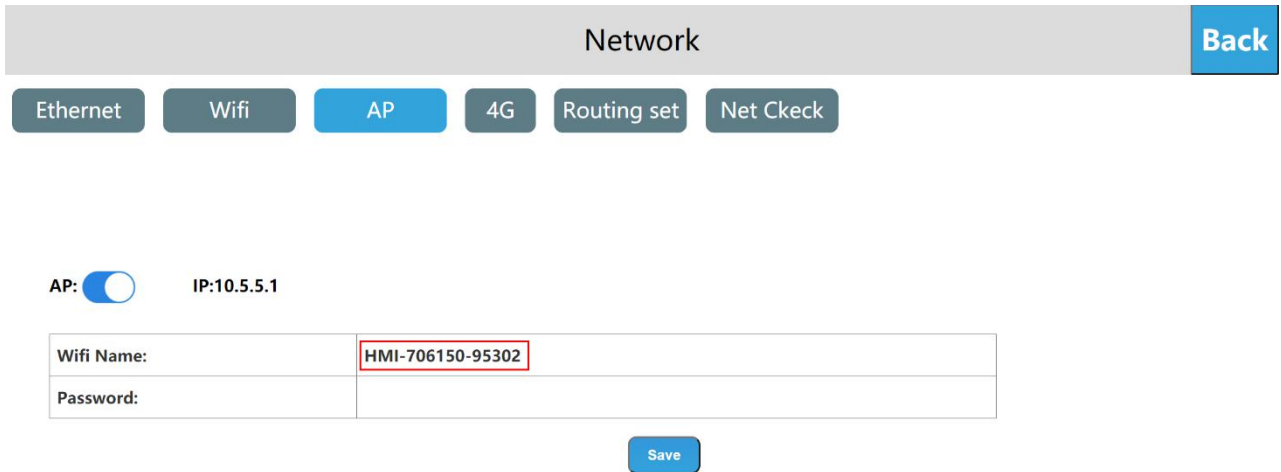 Network
Back
Ethernet
Wifi
AP
4G
Routing set
Net Ckeck
AP:
IP:10.5.5.1
Wifi Name:
HMI-706150-95302
Password:
Save